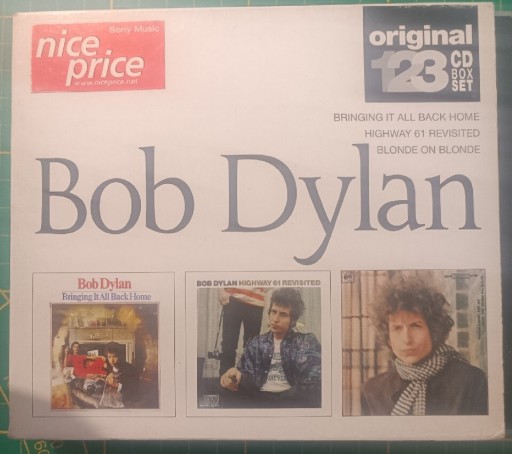 Sony Music
nice
price
www.niceprice.net
original
123
CD
BOX
SET
BRINGING IT ALL BACK HOME
HIGHWAY 61 REVISITED
BLONDE ON BLONDE
Bob Dylan
Bob Dylan
Bringing It All Back Home
BOB DYLAN HIGHWAY 61 REVISITED